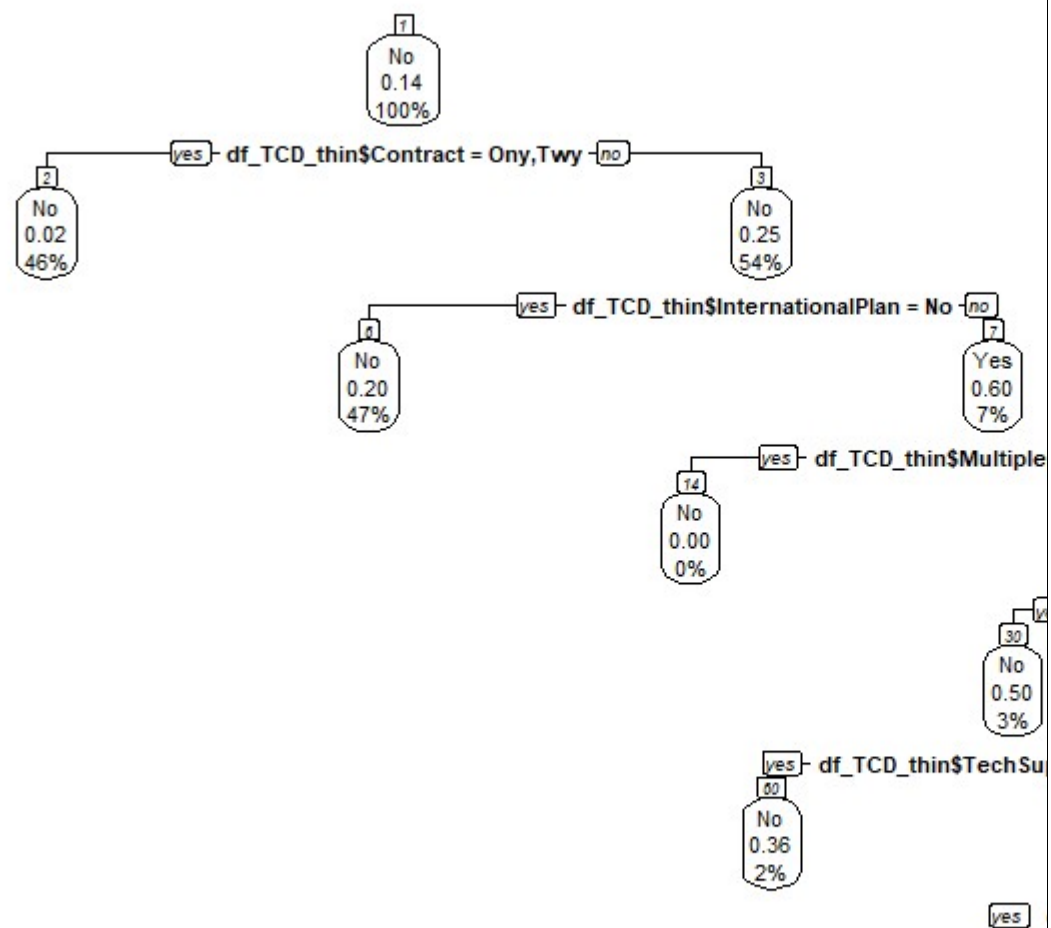 1
No
0.14
100%
yes df_TCD_thin$Contract = Ony,Twy no
2
No
0.02
46%
3
No
0.25
54%
yes df_TCD_thin$InternationalPlan = No no
6
No
0.20
47%
7
Yes
0.60
7%
yes df_TCD_thin$Multiple
14
No
0.00
0%
30
No
0.50
3%
yes df_TCD_thin$TechSu
60
No
0.36
2%
yes